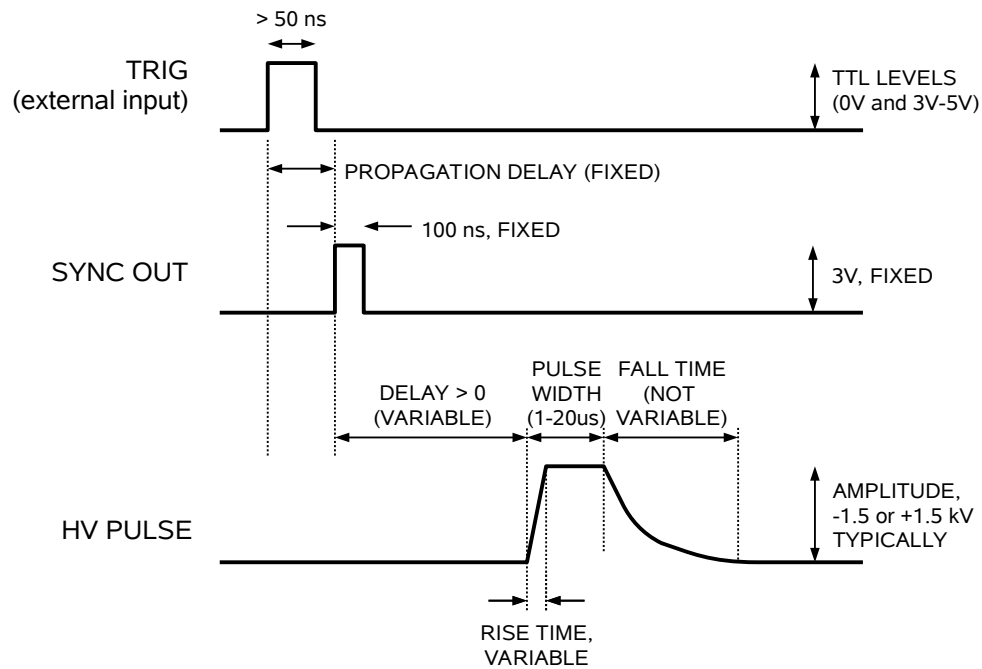 > 50 ns
TRIG
(external input)
TTL LEVELS
(0V and 3V-5V)
PROPAGATION DELAY (FIXED)
100 ns, FIXED
SYNC OUT
3V, FIXED
DELAY > 0
(VARIABLE)
PULSE
WIDTH
(1-20us)
FALL TIME
(NOT
VARIABLE)
HV PULSE
AMPLITUDE,
-1.5 or +1.5 kV
TYPICALLY
RISE TIME,
VARIABLE